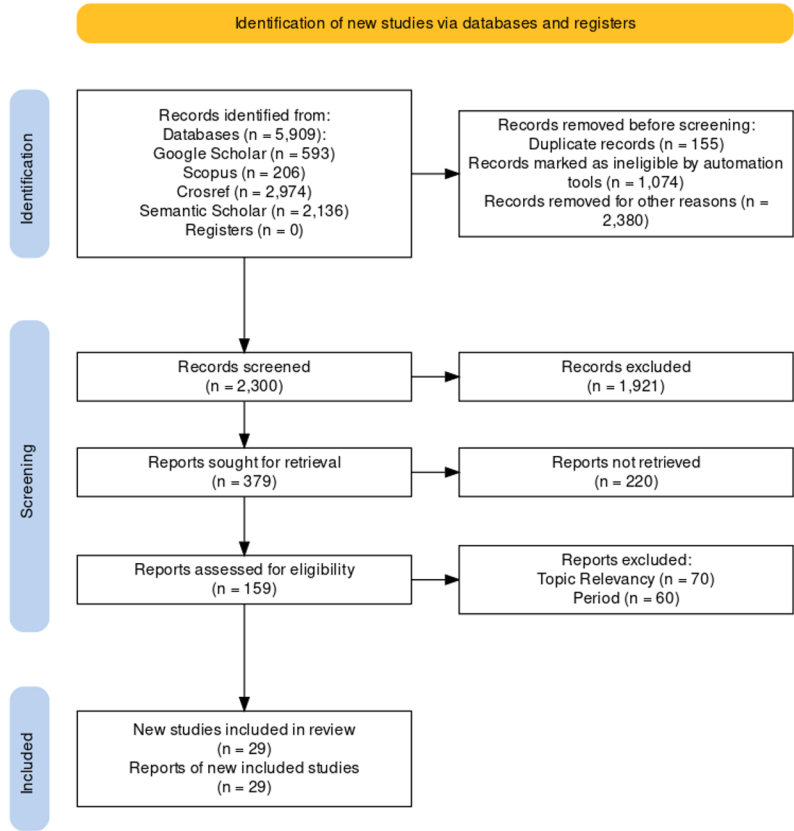 Identification of new studies via databases and registers
Identification
Records identified from:
Databases (n = 5,909):
Google Scholar (n = 593)
Scopus (n = 206)
Crosref (n = 2,974)
Semantic Scholar (n = 2,136)
Registers (n = 0)
Records removed before screening:
Duplicate records (n = 155)
Records marked as ineligible by automation
tools (n = 1,074)
Records removed for other reasons (n =
2,380)
Screening
Records screened
(n = 2,300)
Records excluded
(n = 1,921)
Reports sought for retrieval
(n = 379)
Reports not retrieved
(n = 220)
Reports assessed for eligibility
(n = 159)
Reports excluded:
Topic Relevancy (n = 70)
Period (n = 60)
Included
New studies included in review
(n = 29)
Reports of new included studies
(n = 29)